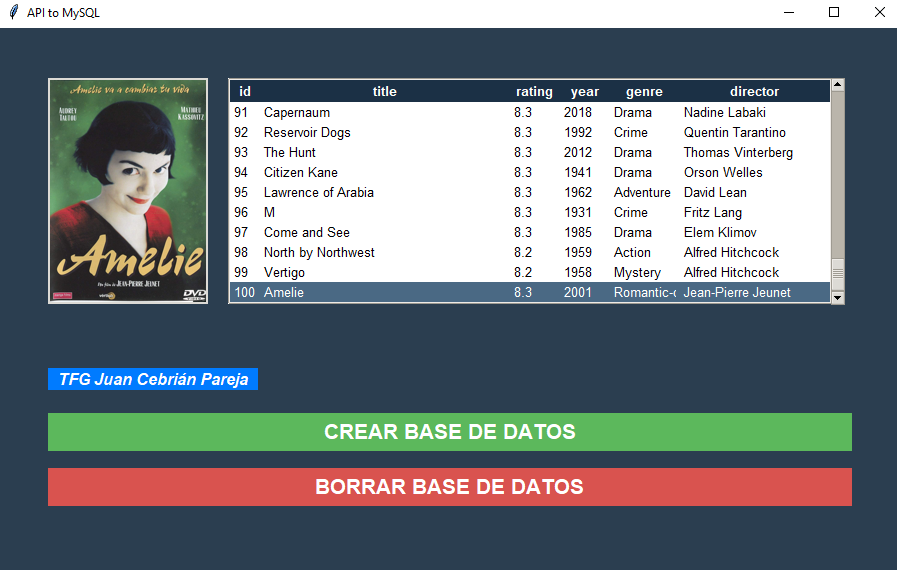 API to MySQL
Amelie va a cambiar tu vida
AUDREY TAUTOU
MATHIEU KASSOVITZ
Amelie
Un film de JEAN-PIERRE JEUNET
DVD
id title rating year genre director
91 Capernaum 8.3 2018 Drama Nadine Labaki
92 Reservoir Dogs 8.3 1992 Crime Quentin Tarantino
93 The Hunt 8.3 2012 Drama Thomas Vinterberg
94 Citizen Kane 8.3 1941 Drama Orson Welles
95 Lawrence of Arabia 8.3 1962 Adventure David Lean
96 M 8.3 1931 Crime Fritz Lang
97 Come and See 8.3 1985 Drama Elem Klimov
98 North by Northwest 8.2 1959 Action Alfred Hitchcock
99 Vertigo 8.2 1958 Mystery Alfred Hitchcock
100 Amelie 8.3 2001 Romantic-c Jean-Pierre Jeunet
TFG Juan Cebrián Pareja
CREAR BASE DE DATOS
BORRAR BASE DE DATOS